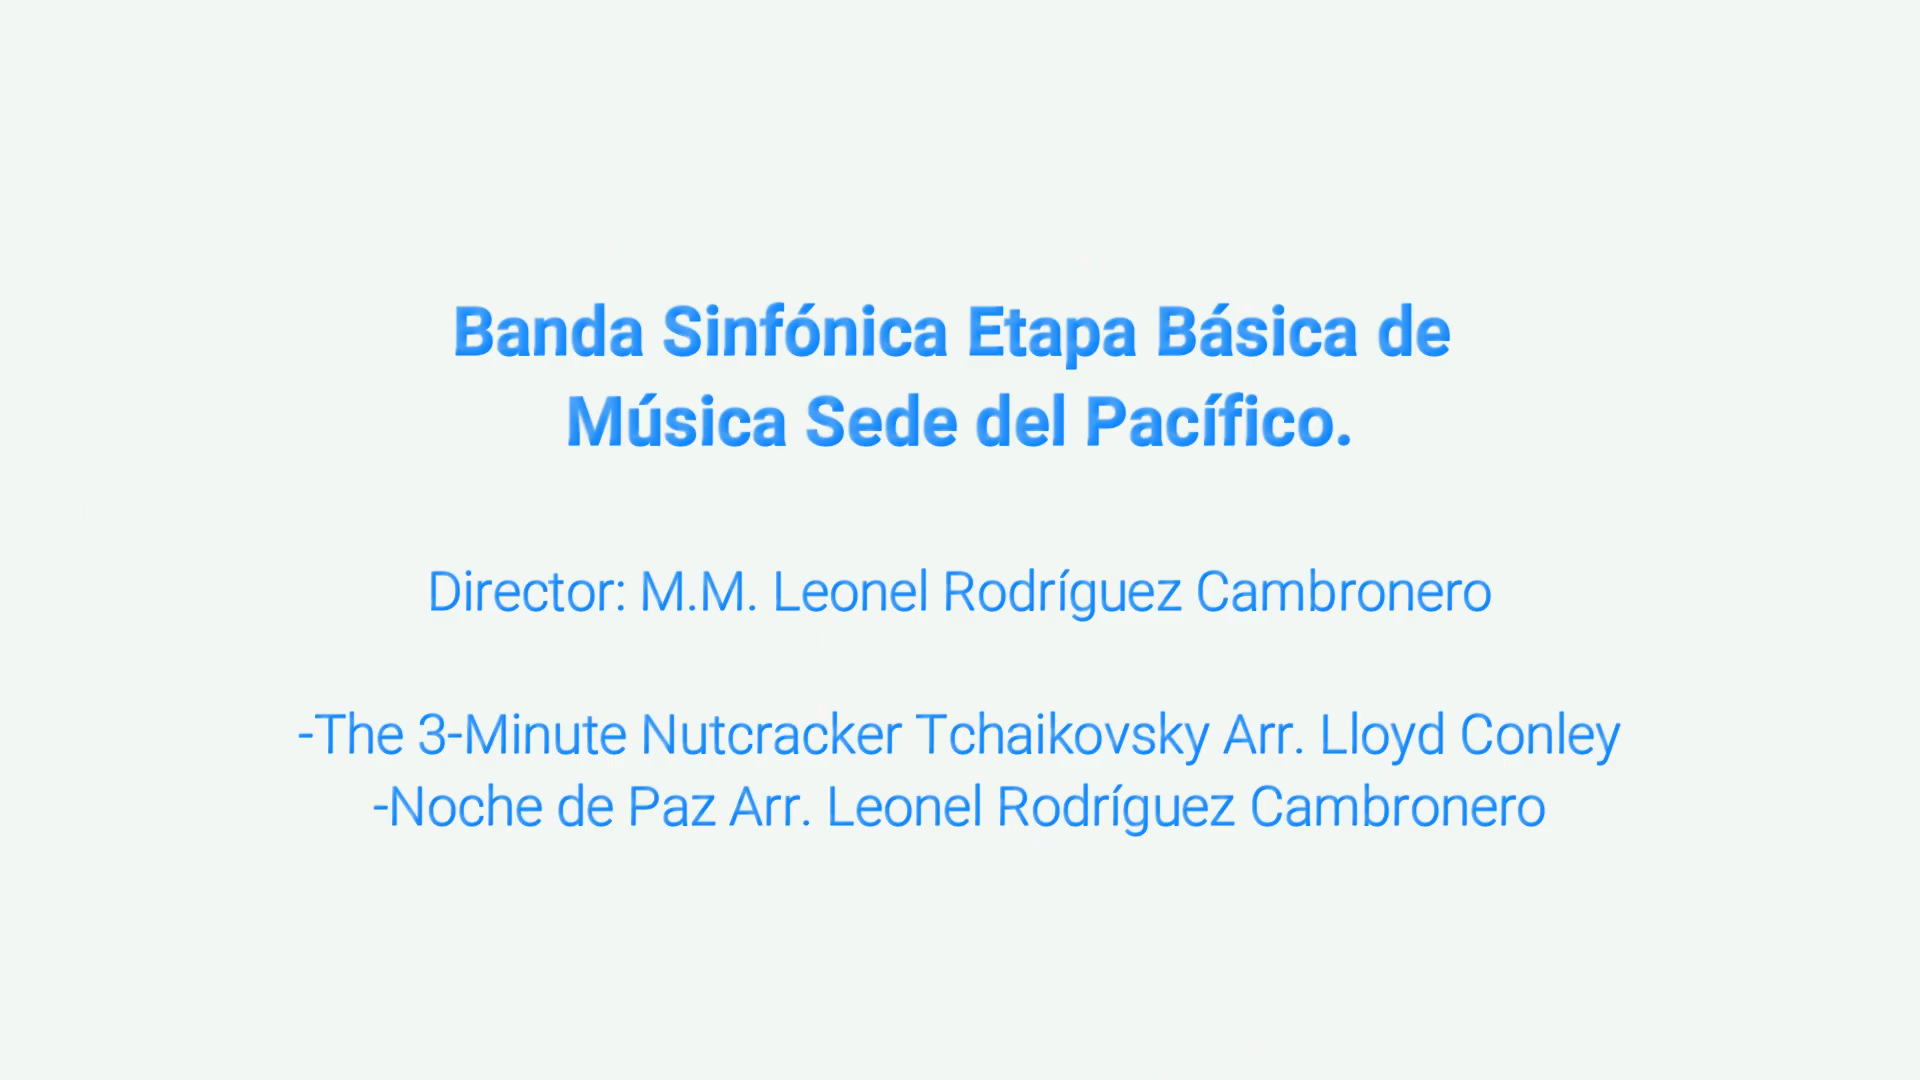 Banda Sinfónica Etapa Básica de
Música Sede del Pacífico.
Director: M.M. Leonel Rodríguez Cambronero
-The 3-Minute Nutcracker Tchaikovsky Arr. Lloyd Conley
-Noche de Paz Arr. Leonel Rodríguez Cambronero